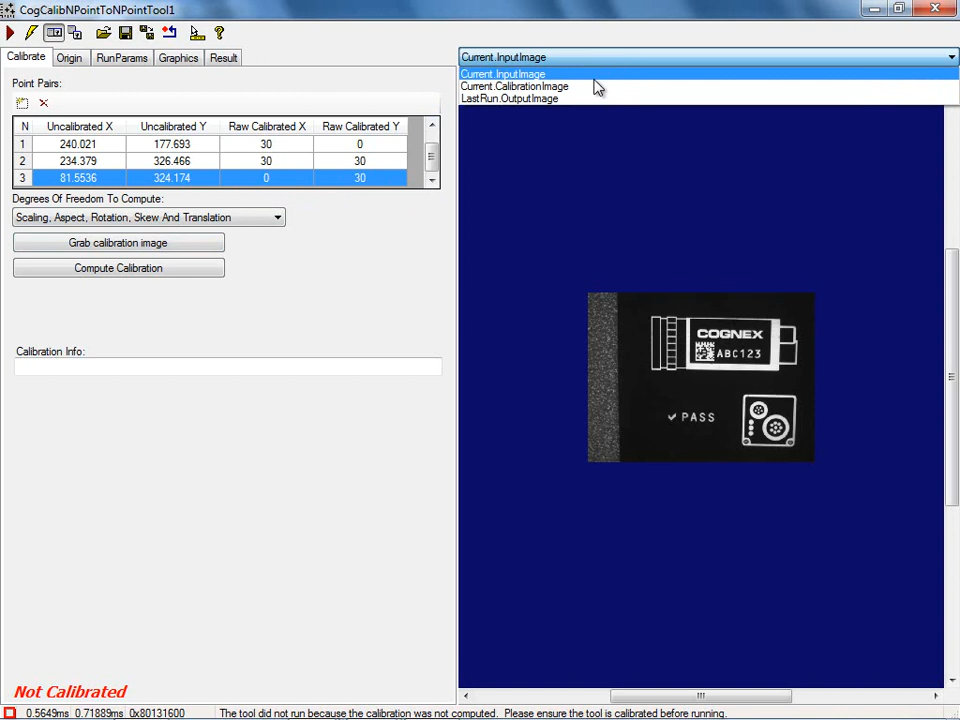 CogCalibNPointToNPointTool1
Calibrate Origin RunParams Graphics Result
Point Pairs:
N Uncalibrated X Uncalibrated Y Raw Calibrated X Raw Calibrated Y
1 240.021 177.693 30 0
2 234.379 326.466 30 30
3 81.5536 324.174 0 30
Degrees Of Freedom To Compute:
Scaling, Aspect, Rotation, Skew And Translation
Grab calibration image
Compute Calibration
Calibration Info:
Not Calibrated
Current.InputImage
Current.InputImage
Current.CalibrationImage
LastRun.OutputImage
COGNEX
ABC123
PASS
0.5649ms 0.71889ms 0x80131600 The tool did not run because the calibration was not computed. Please ensure the tool is calibrated before running.